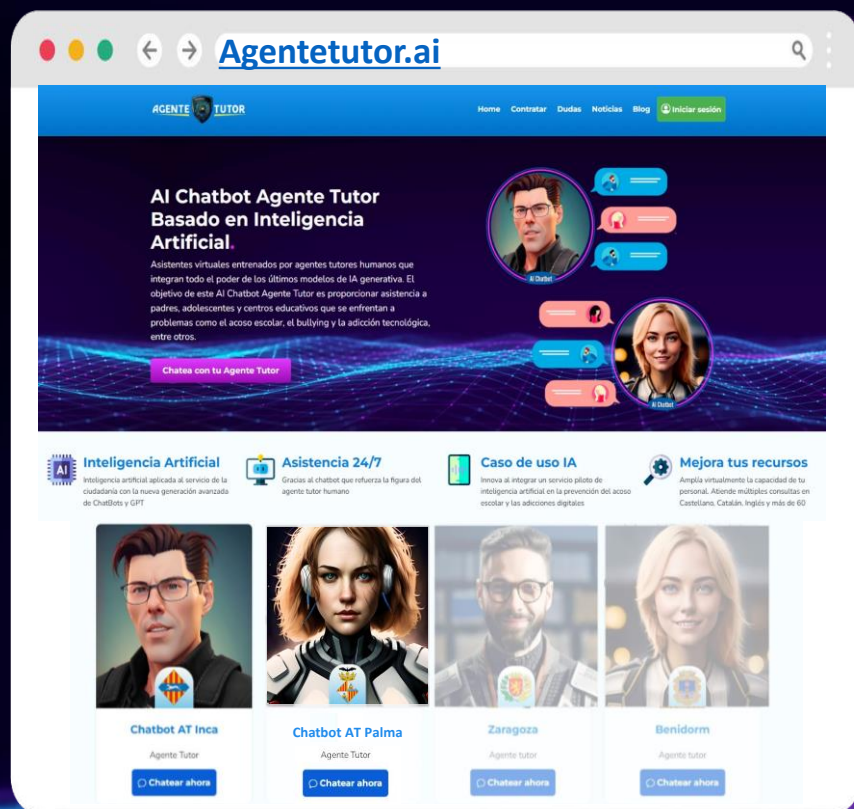 Agentetutor.ai
AGENTE TUTOR
Home Contratar Dudas Noticias Blog Iniciar sesión
AI Chatbot Agente Tutor
Basado en Inteligencia
Artificial.
Asistentes virtuales entrenados por agentes tutores humanos que
integran todo el poder de los últimos modelos de IA generativa. El
objetivo de este AI Chatbot Agente Tutor es proporcionar asistencia a
padres, adolescentes y centros educativos que se enfrentan a
problemas como el acoso escolar, el bullying y la adicción tecnológica,
entre otros.
Chatea con tu Agente Tutor
AI Chatbot
AI Chatbot
AI
Inteligencia Artificial
Inteligencia artificial aplicada al servicio de la
ciudadanía con la nueva generación avanzada
de ChatBots y GPT
Asistencia 24/7
Gracias al chatbot que refuerza la figura del
agente tutor humano
Caso de uso IA
Innova al integrar un servicio piloto de
inteligencia artificial en la prevención del acoso
escolar y las adicciones digitales
Mejora tus recursos
Amplía virtualmente la capacidad de tu
personal. Atiende múltiples consultas en
Castellano, Catalán, Inglés y más de 60
Chatbot AT Inca
Agente Tutor
Chatear ahora
Chatbot AT Palma
Agente Tutor
Chatear ahora
Zaragoza
Agente tutor
Chatear ahora
Benidorm
Agente tutor
Chatear ahora